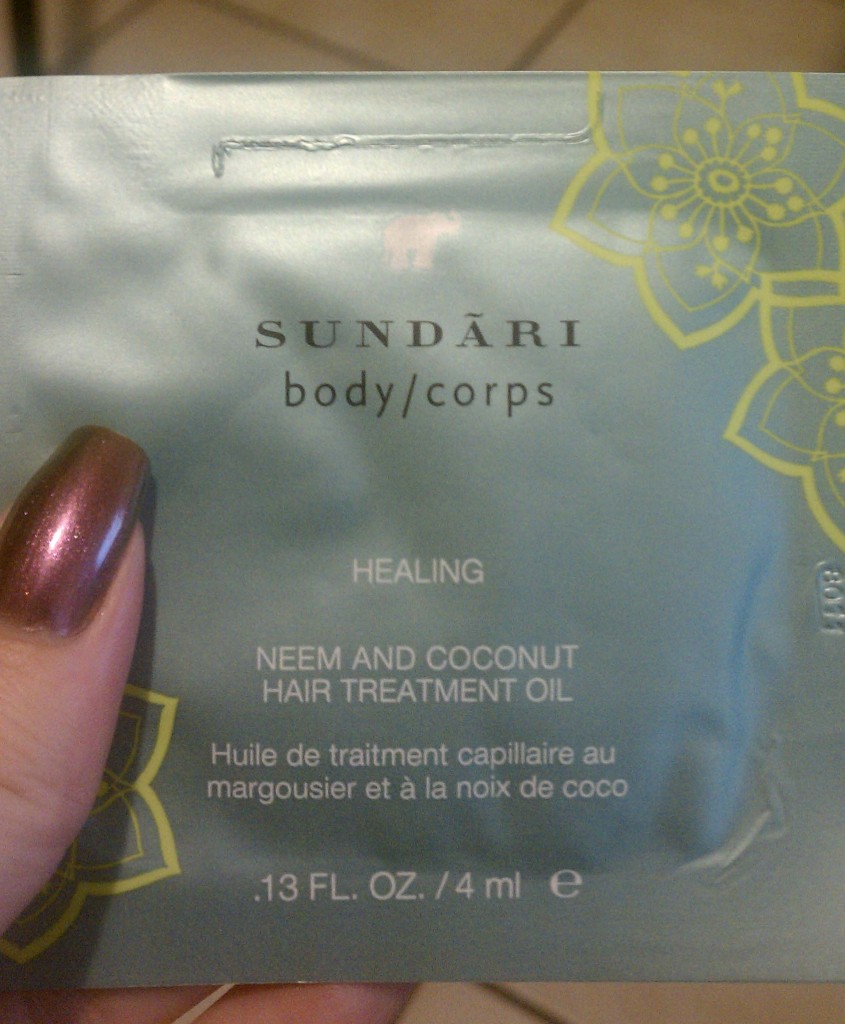 SUNDÃRI
body/corps
HEALING
NEEM AND COCONUT
HAIR TREATMENT OIL
Huile de traitment capillaire au
margousier et à la noix de coco
.13 FL. OZ. / 4 ml e